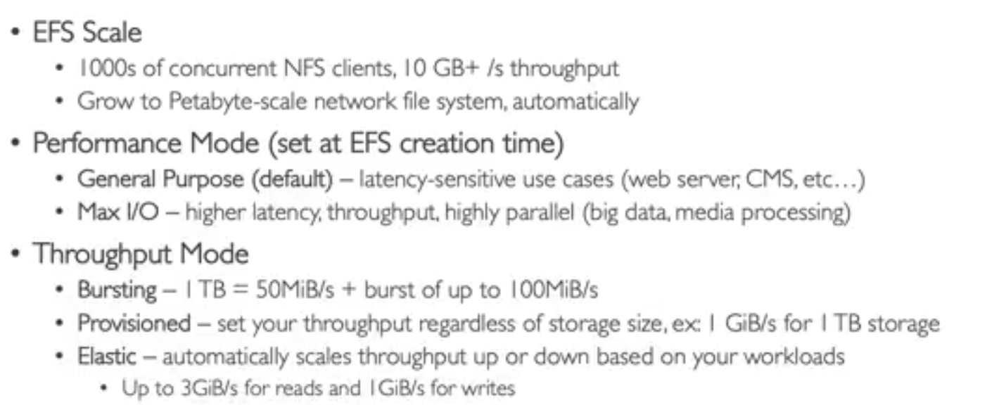 • EFS Scale
• 1000s of concurrent NFS clients, 10 GB+ /s throughput
• Grow to Petabyte-scale network file system, automatically
• Performance Mode (set at EFS creation time)
• General Purpose (default) – latency-sensitive use cases (web server, CMS, etc…)
• Max I/O – higher latency, throughput, highly parallel (big data, media processing)
• Throughput Mode
• Bursting – 1 TB = 50MiB/s + burst of up to 100MiB/s
• Provisioned – set your throughput regardless of storage size, ex: 1 GiB/s for 1 TB storage
• Elastic – automatically scales throughput up or down based on your workloads
• Up to 3GiB/s for reads and 1GiB/s for writes